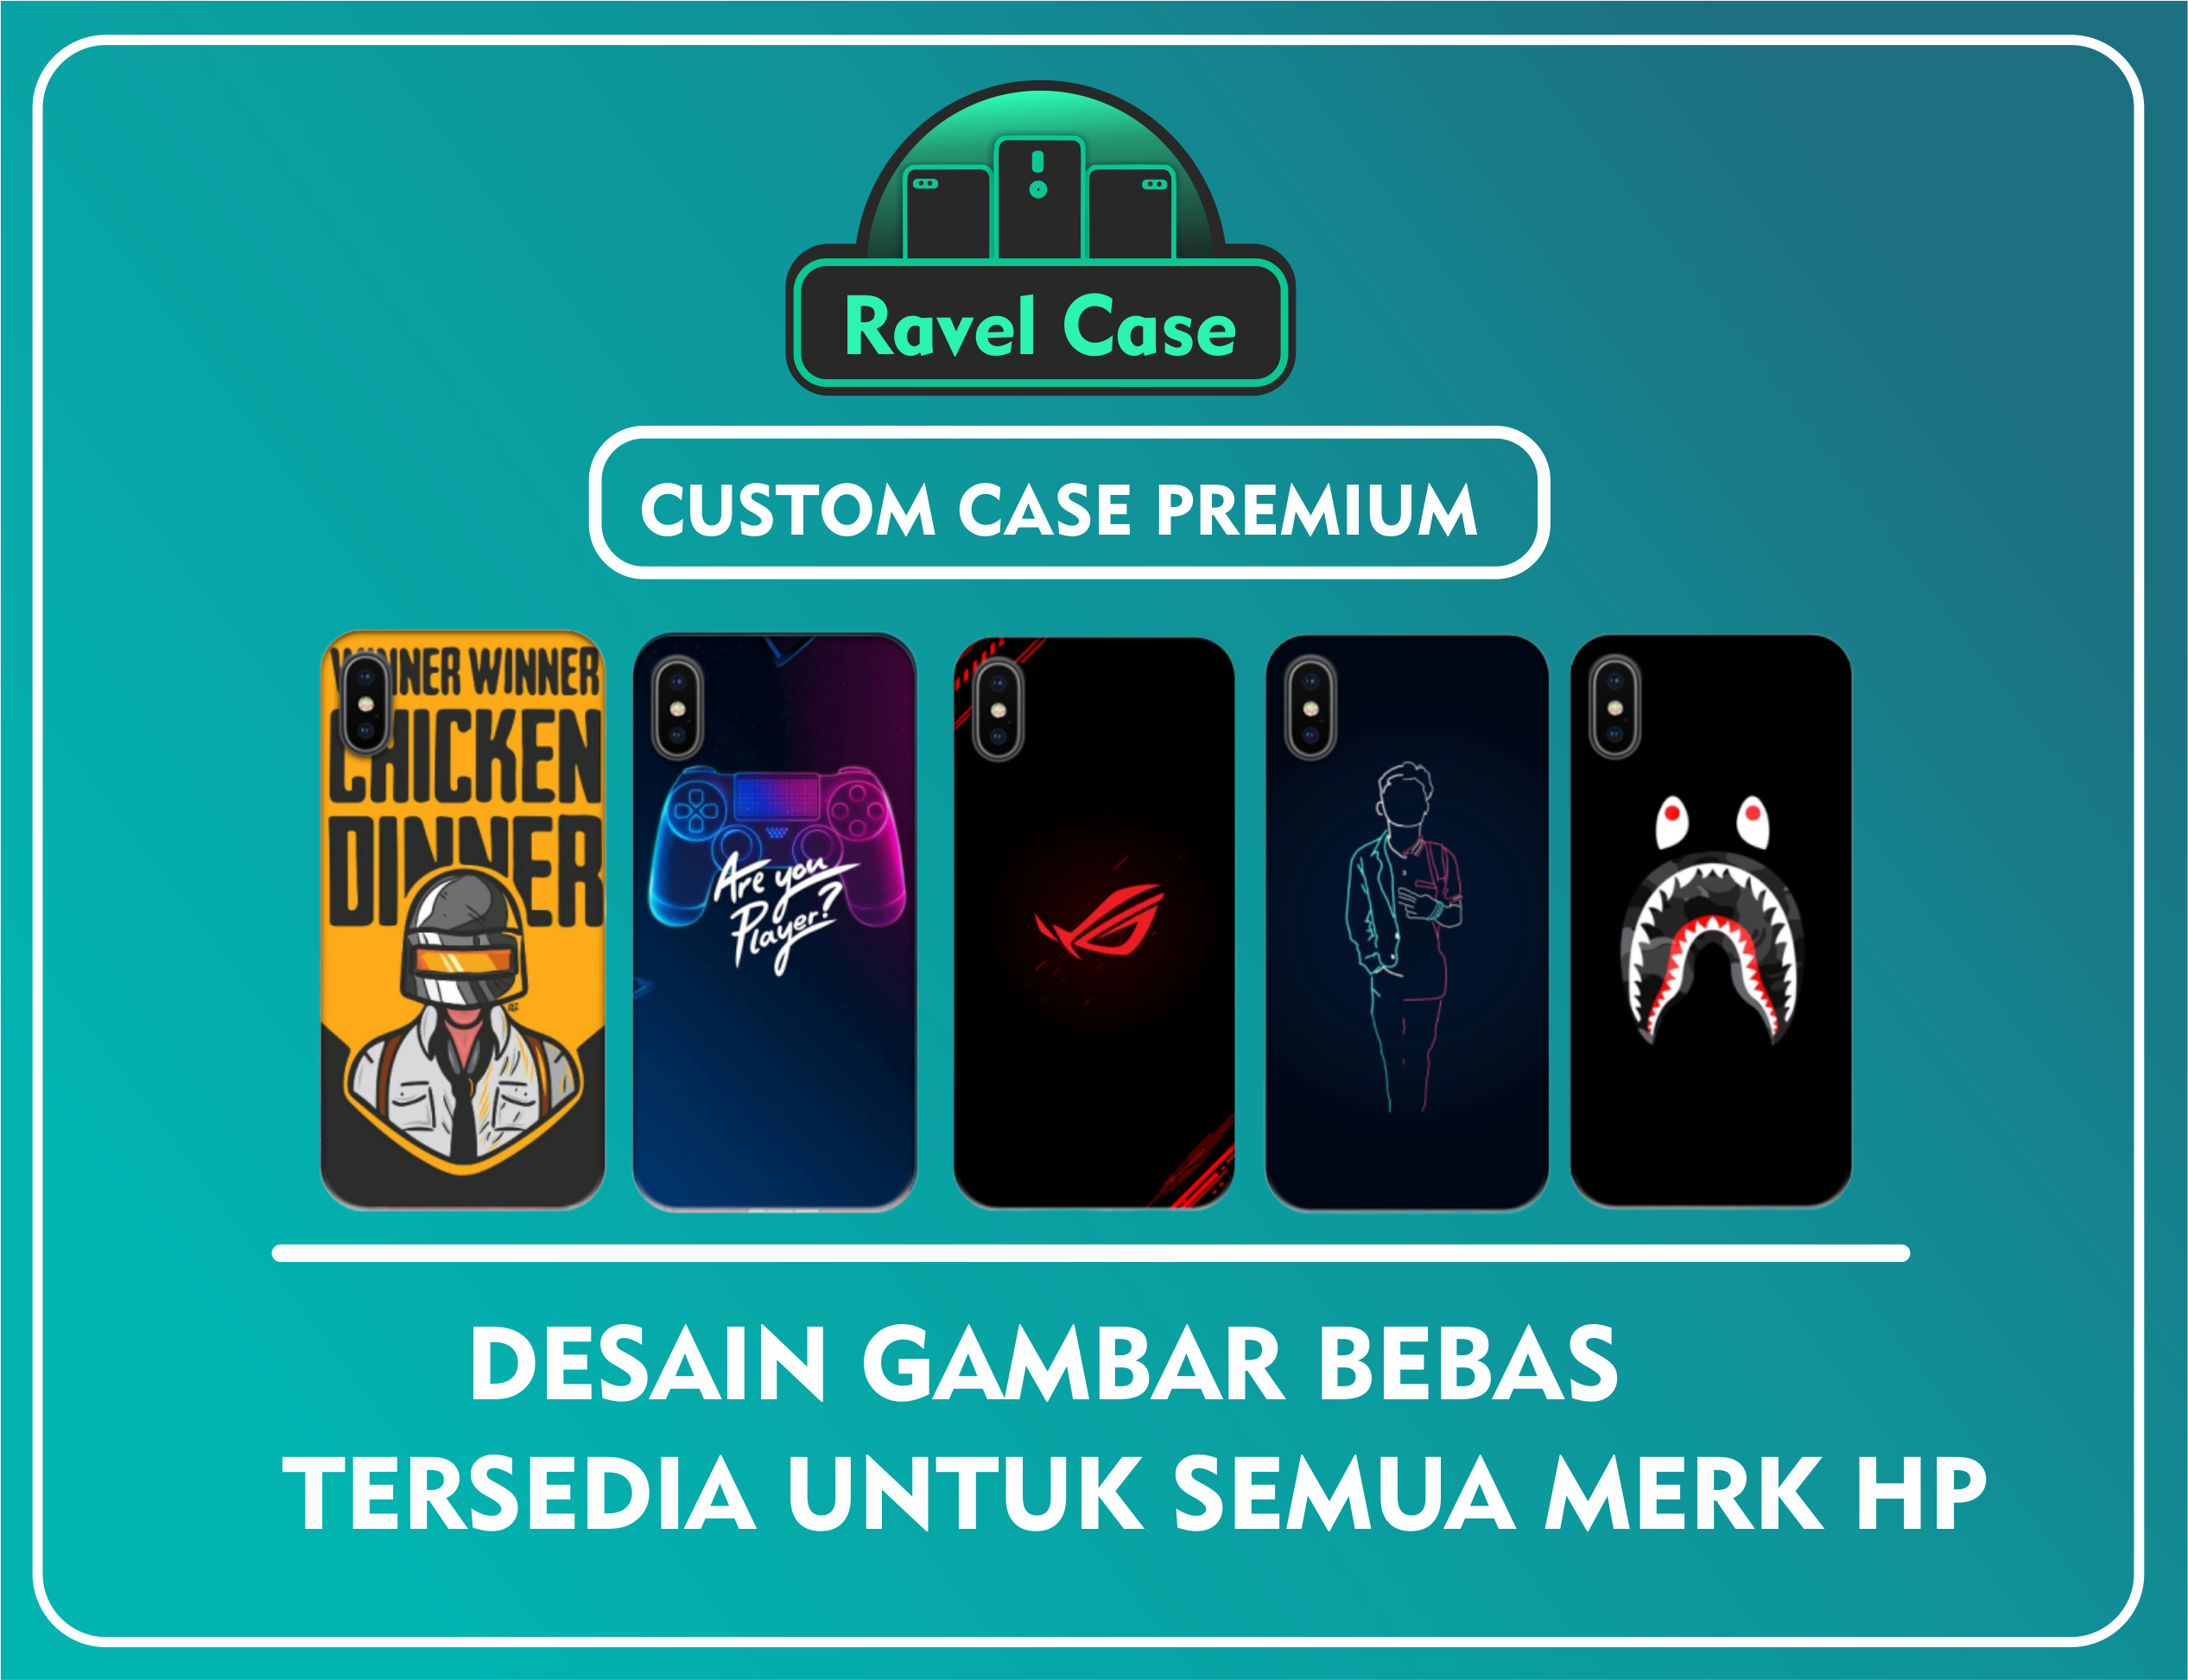 Ravel Case
CUSTOM CASE PREMIUM
WINNER WINNER
CHICKEN
DINNER
Are you
Player?
DESAIN GAMBAR BEBAS
TERSEDIA UNTUK SEMUA MERK HP